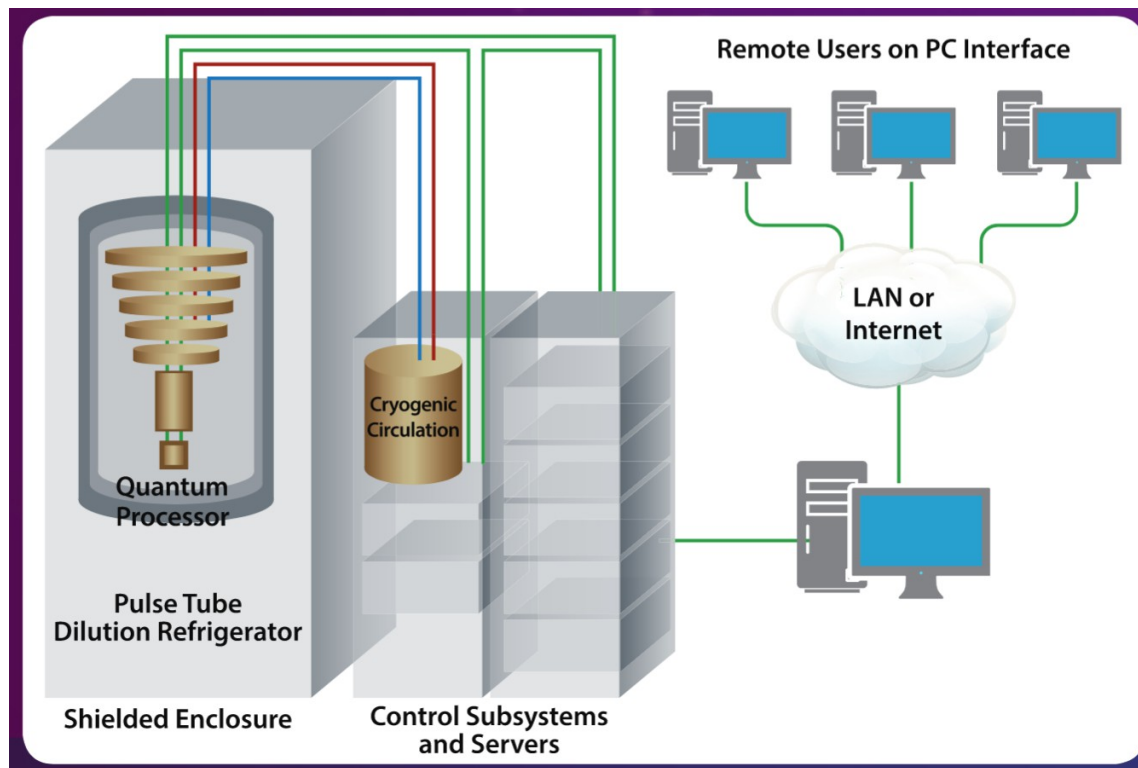 Remote Users on PC Interface
LAN or
Internet
Cryogenic
Circulation
Quantum
Processor
Pulse Tube
Dilution Refrigerator
Shielded Enclosure
Control Subsystems
and Servers